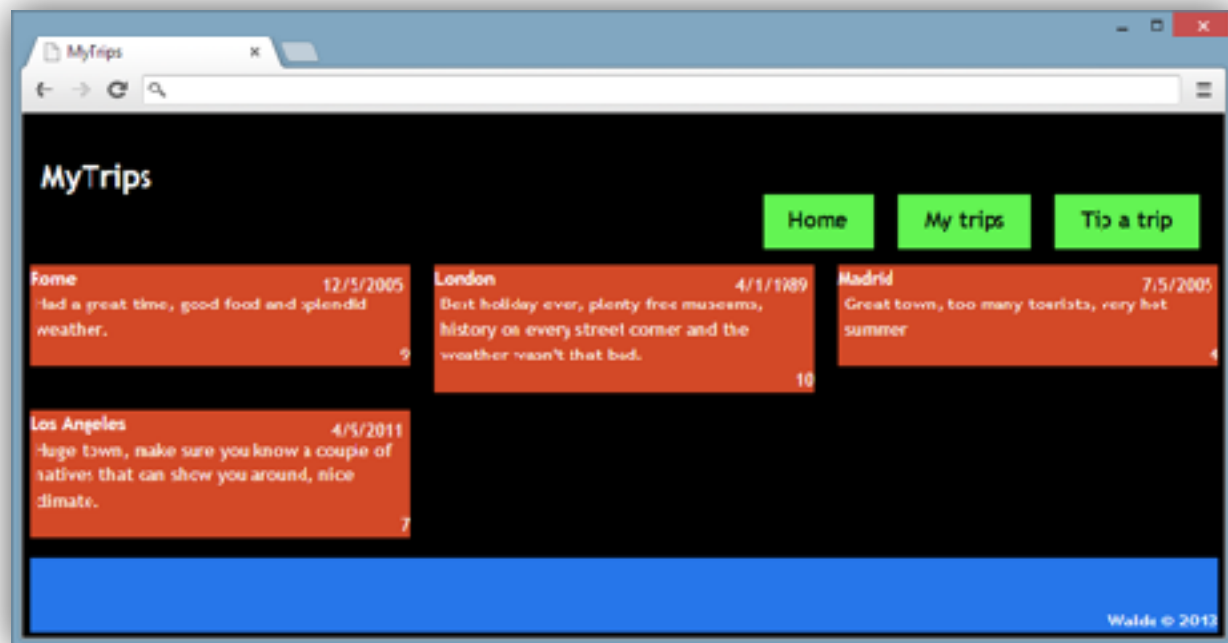 MyTrips
MyTrips
Home
My trips
Tip a trip
Rome
12/5/2005
Had a great time, good food and splendid
weather.
9
London
4/1/1989
Best holiday ever, plenty free museums,
history on every street corner and the
weather wasn't that bad.
10
Madrid
7/5/2005
Great town, too many tourists, very hot
summer
4
Los Angeles
4/5/2011
Huge town, make sure you know a couple of
natives that can show you around, nice
climate.
7
© 2013